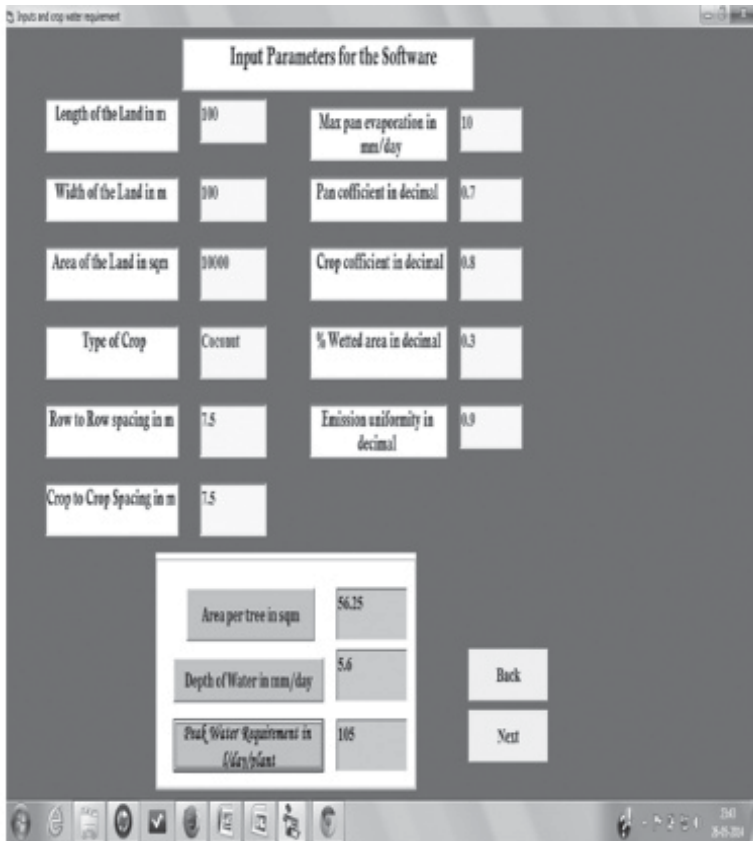 Inputs and crop water requirement
Input Parameters for the Software
Length of the Land in m
100
Max pan evaporation in
mm/day
10
Width of the Land in m
100
Pan cofficient in decimal
0.7
Area of the Land in sqm
10000
Crop cofficient in decimal
0.8
Type of Crop
Coconut
% Wetted area in decimal
0.3
Row to Row spacing in m
7.5
Emission uniformity in
decimal
0.9
Crop to Crop Spacing in m
7.5
Area per tree in sqm
56.25
Depth of Water in mm/day
5.6
Back
Peak Water Requirement in
l/day/plant
105
Next